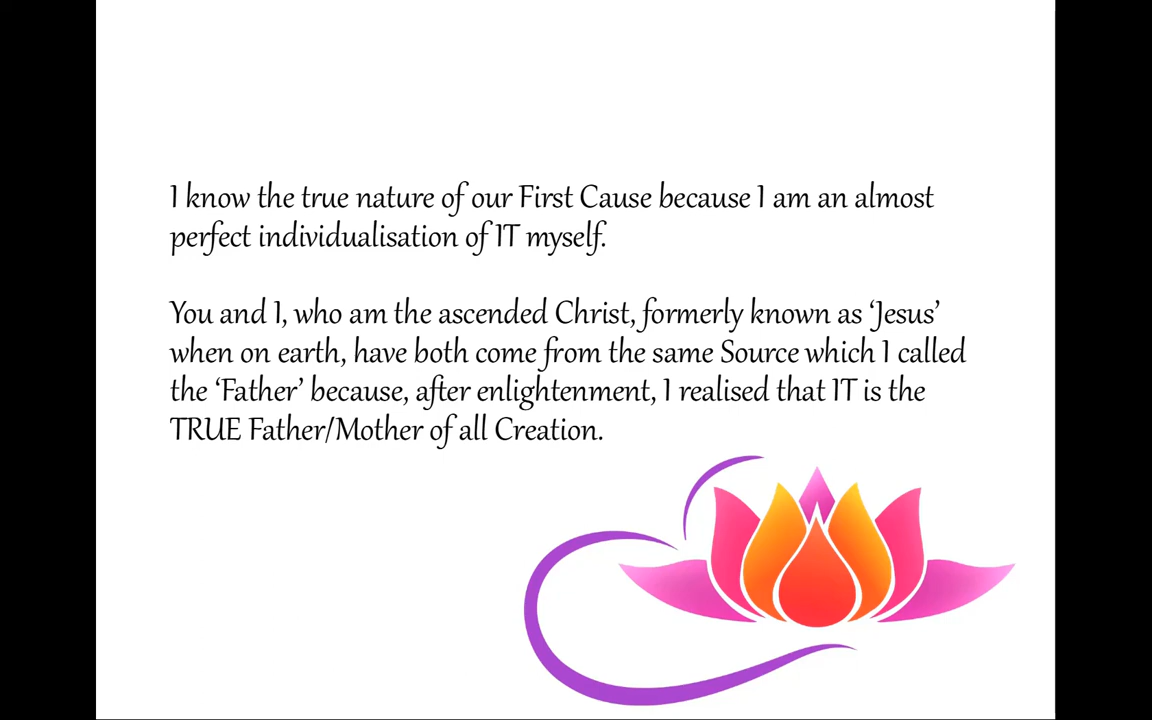 I know the true nature of our First Cause because I am an almost
perfect individualisation of IT myself.
You and I, who am the ascended Christ, formerly known as ‘Jesus’
when on earth, have both come from the same Source which I called
the ‘Father’ because, after enlightenment, I realised that IT is the
TRUE Father/Mother of all Creation.